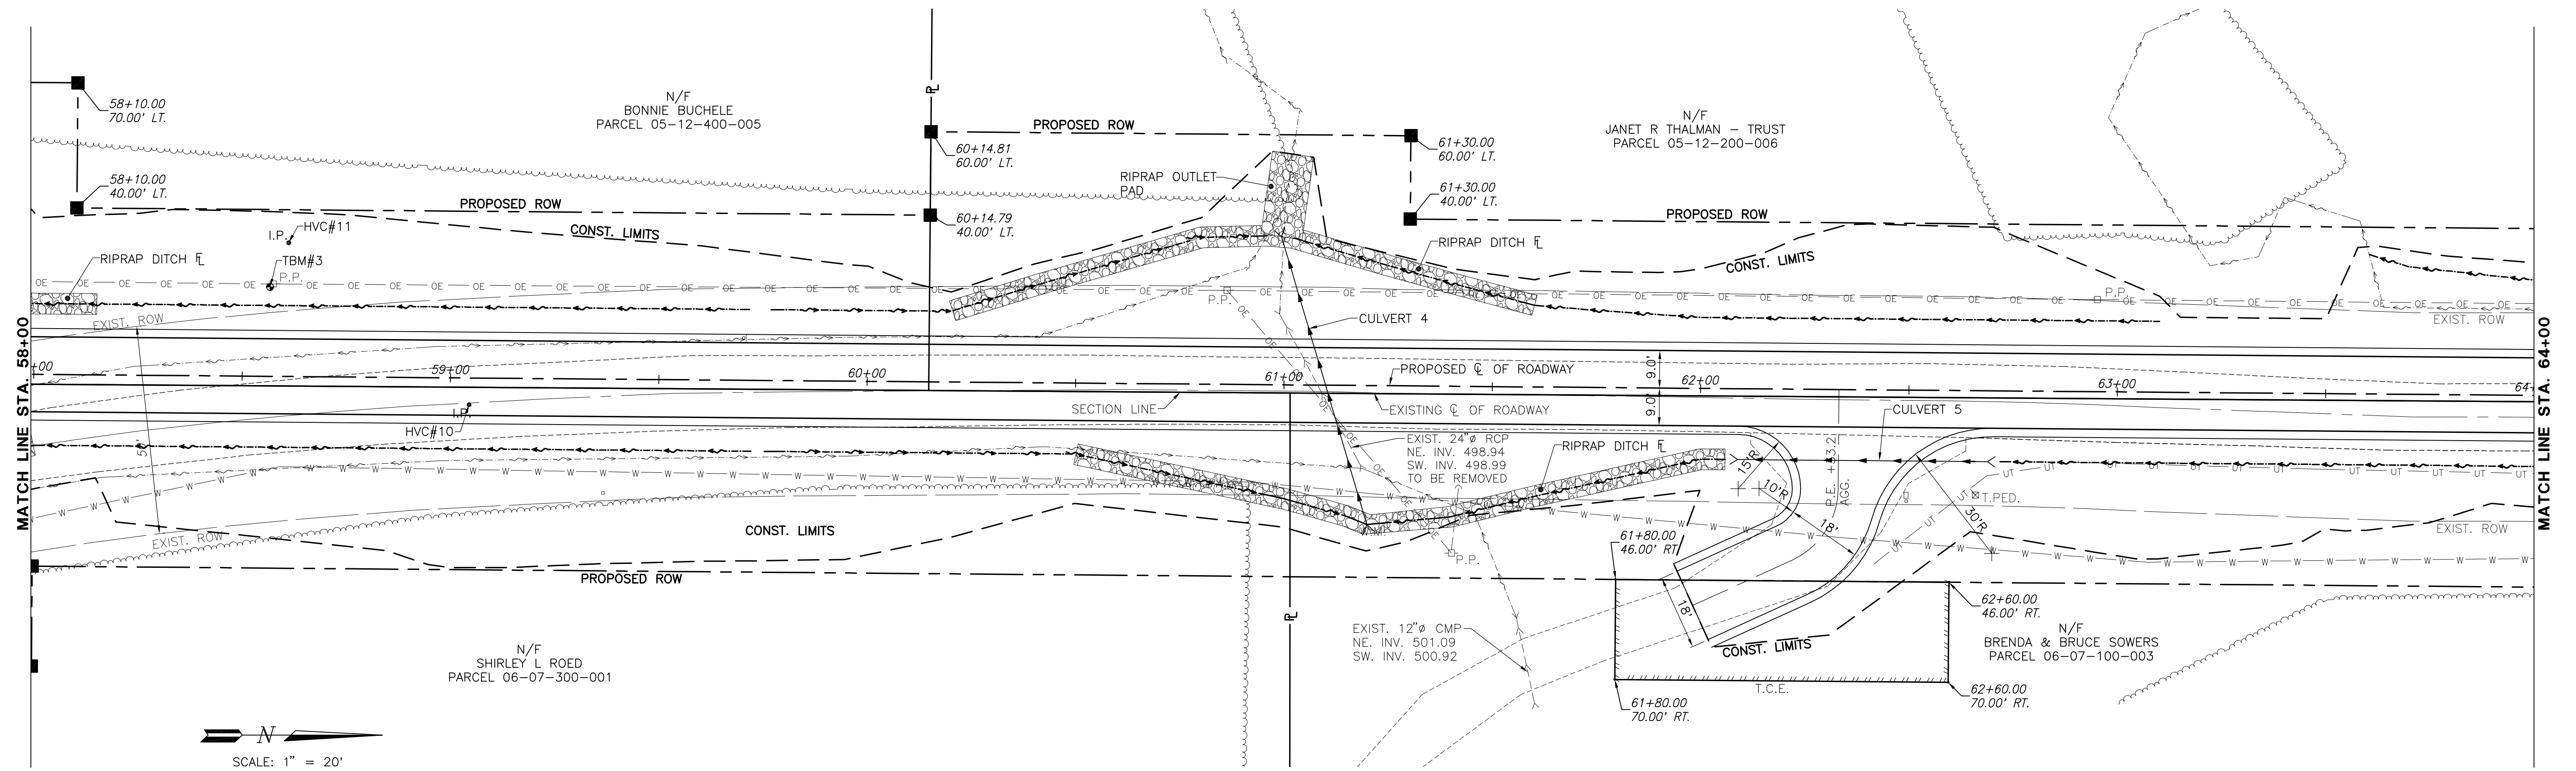 58+10.00
70.00' LT.
N/F
BONNIE BUCHELE
PARCEL 05-12-400-005
PROPOSED ROW
60+14.81
60.00' LT.
61+30.00
60.00' LT.
N/F
JANET R THALMAN - TRUST
PARCEL 05-12-200-006
RIPRAP OUTLET
PAD
58+10.00
40.00' LT.
PROPOSED ROW
60+14.79
40.00' LT.
61+30.00
40.00' LT.
PROPOSED ROW
I.P.
HVC#11
CONST. LIMITS
RIPRAP DITCH ℄
RIPRAP DITCH ℄
TBM#3
P.P.
CONST. LIMITS
P.P.
P.P.
EXIST. ROW
CULVERT 4
EXIST. ROW
MATCH LINE STA. 58+00
MATCH LINE STA. 64+00
+00
59+00
60+00
61+00
62+00
63+00
64+
9.0'
9.0'
PROPOSED ℄ OF ROADWAY
SECTION LINE
EXISTING ℄ OF ROADWAY
CULVERT 5
I.P.
HVC#10
EXIST. 24"ø RCP
NE. INV. 498.94
SW. INV. 498.99
TO BE REMOVED
RIPRAP DITCH ℄
15'R
10'R
18'
30'R
AGG.
T.PED.
EXIST. ROW
EXIST. ROW
CONST. LIMITS
P.P.
61+80.00
46.00' RT.
PROPOSED ROW
18'
62+60.00
46.00' RT.
EXIST. 12"ø CMP
NE. INV. 501.09
SW. INV. 500.92
CONST. LIMITS
N/F
BRENDA & BRUCE SOWERS
PARCEL 06-07-100-003
N/F
SHIRLEY L ROED
PARCEL 06-07-300-001
T.C.E.
61+80.00
70.00' RT.
62+60.00
70.00' RT.
N
SCALE: 1" = 20'